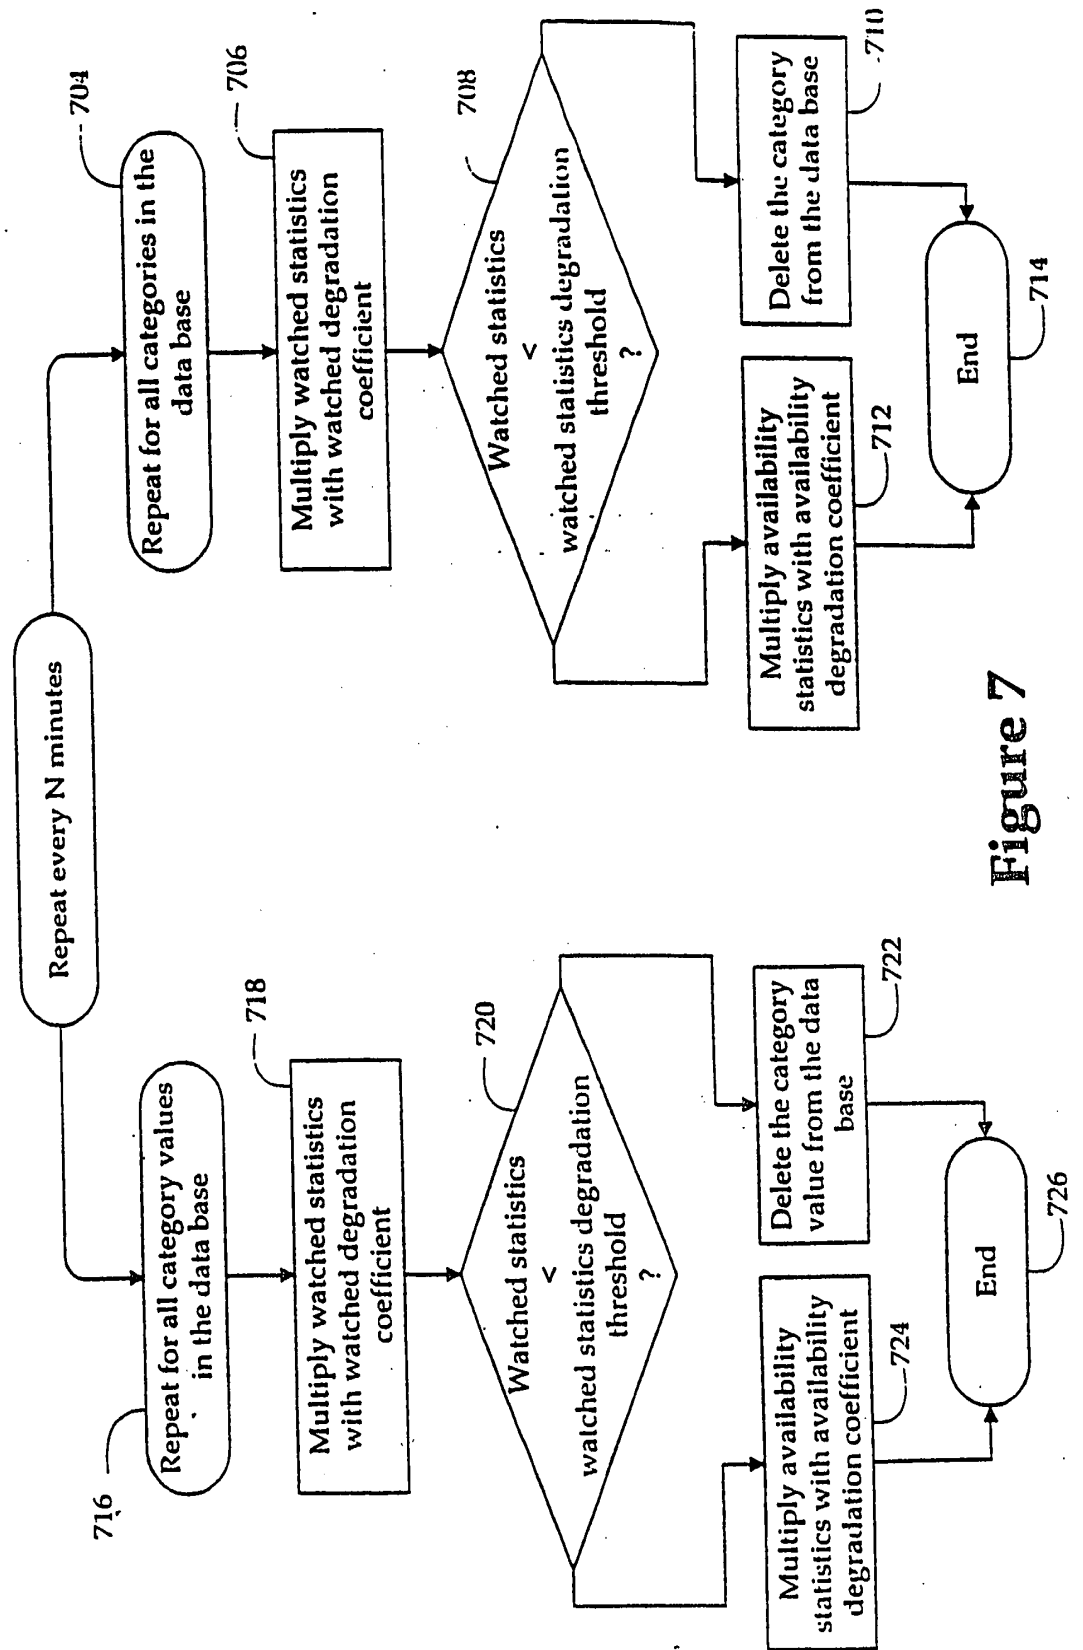 Repeat every N minutes
716
Repeat for all category values
in the data base
718
Multiply watched statistics
with watched degradation
coefficient
720
Watched statistics
<
watched statistics degradation
threshold
?
Multiply availability
statistics with availability
degradation coefficient
724
Delete the category
value from the data
base
722
End
726
704
Repeat for all categories in the
data base
706
Multiply watched statistics
with watched degradation
coefficient
708
Watched statistics
<
watched statistics degradation
threshold
?
Multiply availability
statistics with availability
degradation coefficient
712
Delete the category
from the data base
710
End
714
Figure 7